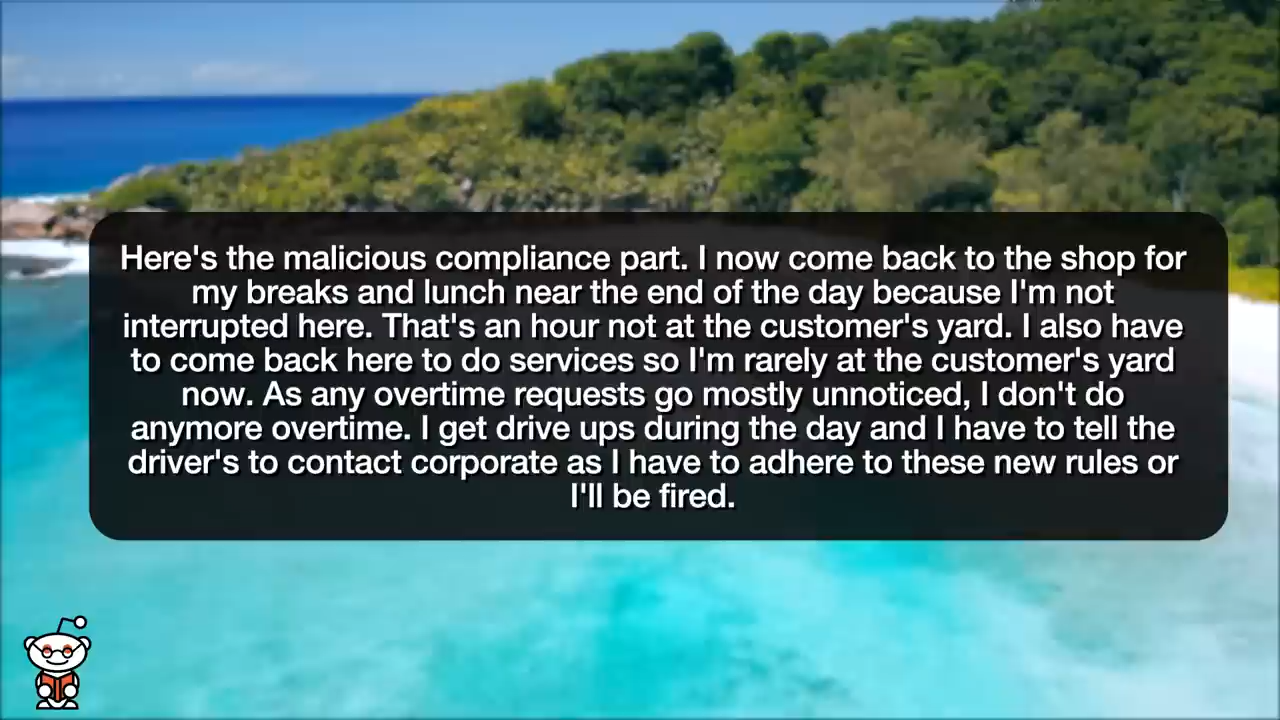 Here's the malicious compliance part. I now come back to the shop for
my breaks and lunch near the end of the day because I'm not
interrupted here. That's an hour not at the customer's yard. I also have
to come back here to do services so I'm rarely at the customer's yard
now. As any overtime requests go mostly unnoticed, I don't do
anymore overtime. I get drive ups during the day and I have to tell the
driver's to contact corporate as I have to adhere to these new rules or
I'll be fired.